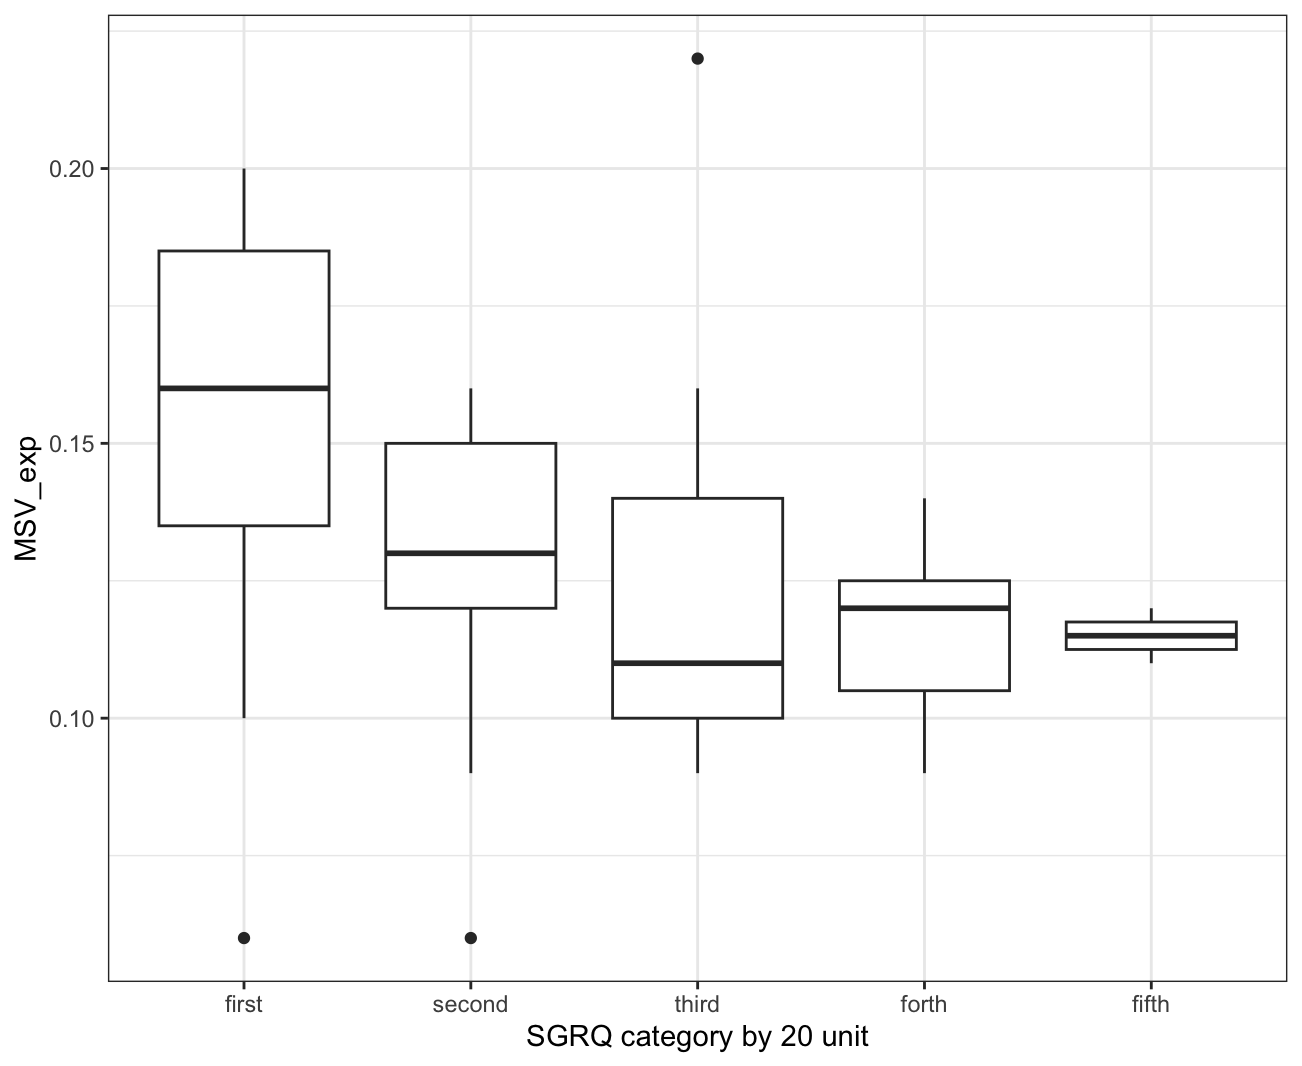 MSV_exp
0.20
0.15
0.10
first second third forth fifth
SGRQ category by 20 unit